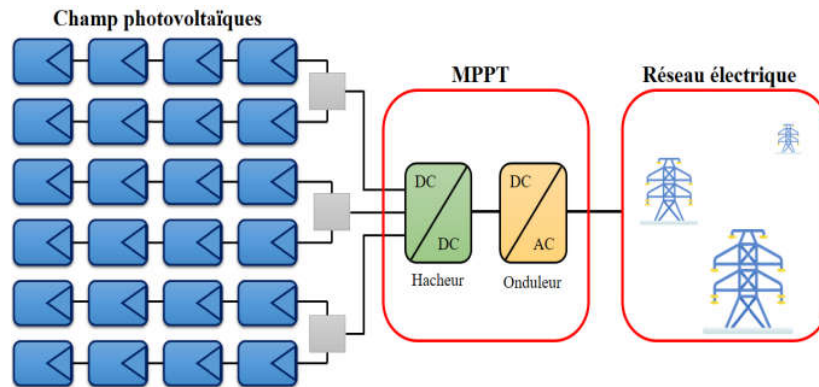 Champ photovoltaïques
MPPT
Réseau électrique
DC
DC
DC
AC
Hacheur
Onduleur